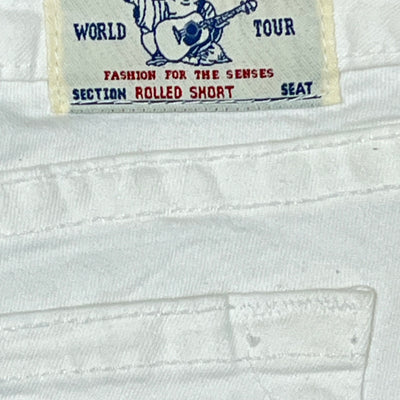 WORLD TOUR
FASHION FOR THE SENSES
SECTION ROLLED SHORT SEAT